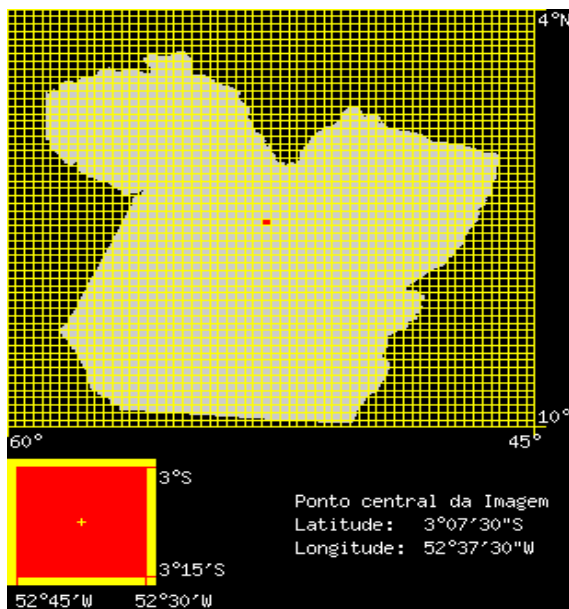 4°N
10°
60°
45°
3°S
Ponto central da Imagem
Latitude: 3°07'30"S
Longitude: 52°37'30"W
3°15'S
52°45'W 52°30'W